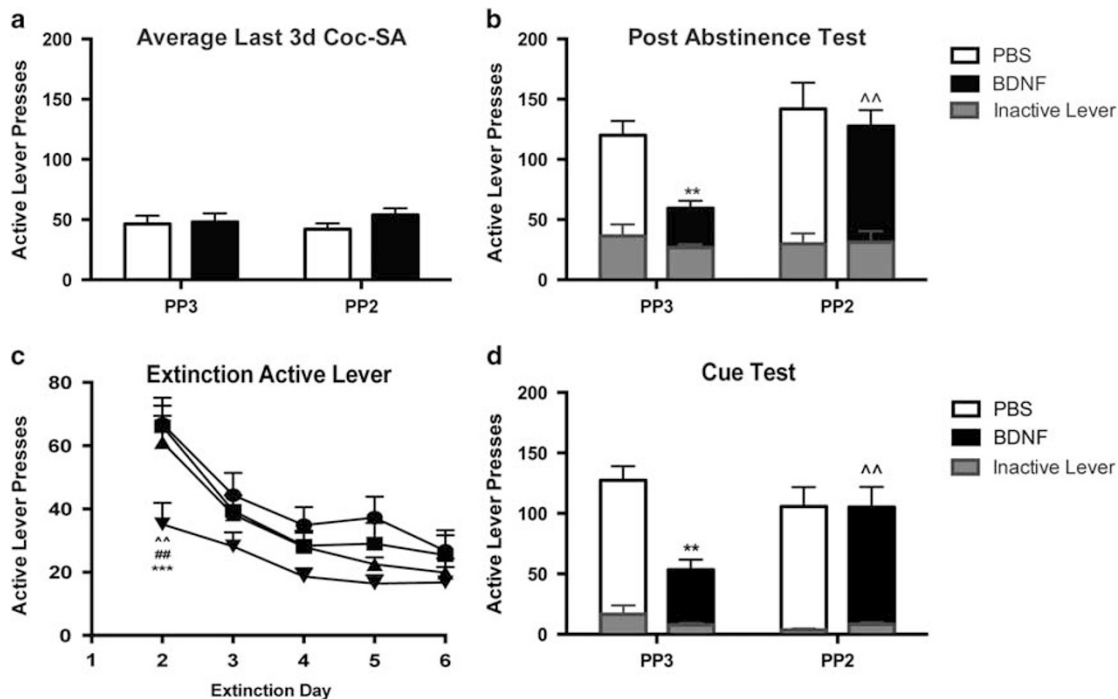 a
Average Last 3d Coc-SA
Active Lever Presses
200
150
100
50
0
PP3 PP2
b
Post Abstinence Test
Active Lever Presses
200
150
100
50
0
**
^^
PP3 PP2
PBS
BDNF
Inactive Lever
c
Extinction Active Lever
Active Lever Presses
80
60
40
20
0
^^
##
***
1 2 3 4 5 6
Extinction Day
d
Cue Test
Active Lever Presses
200
150
100
50
0
**
^^
PP3 PP2
PBS
BDNF
Inactive Lever